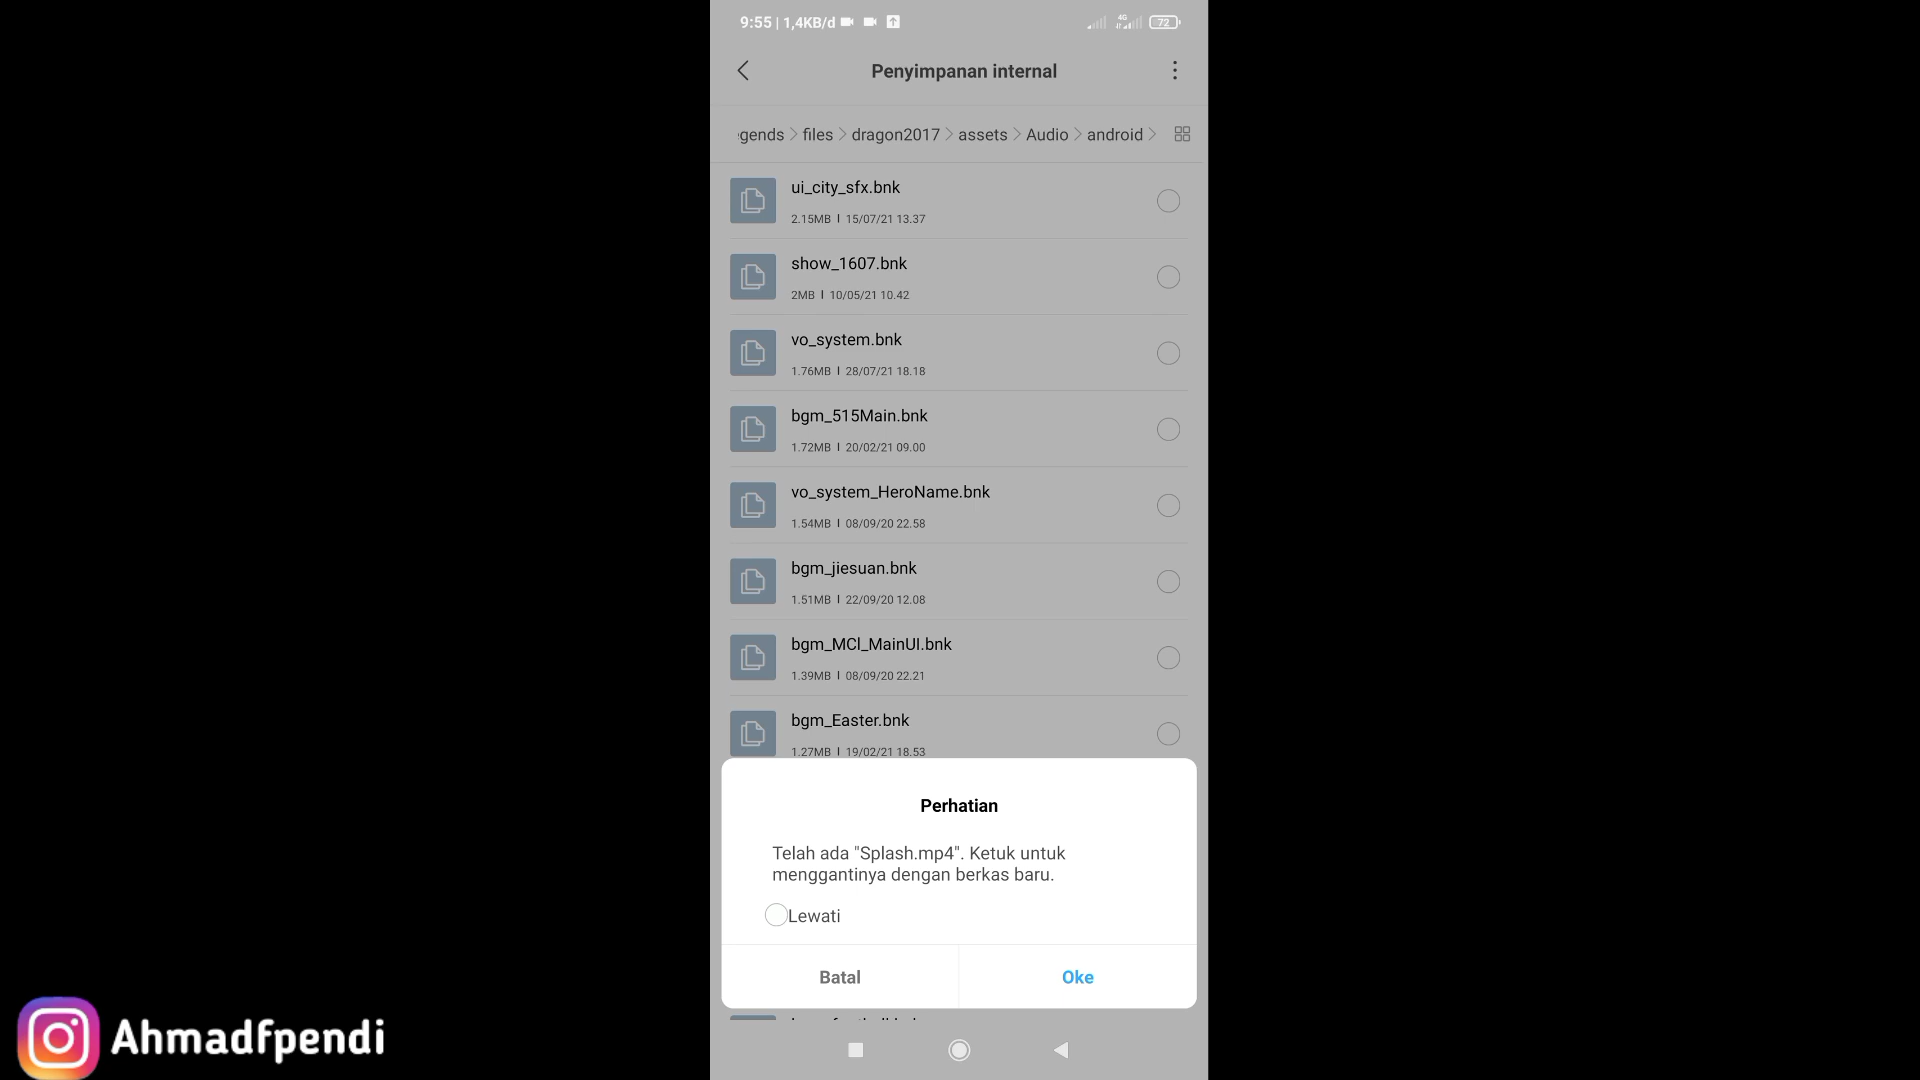 9:55 | 1,4KB/d
4G
72
Penyimpanan internal
gends > files > dragon2017 > assets > Audio > android >
ui_city_sfx.bnk
2.15MB | 15/07/21 13.37
show_1607.bnk
2MB | 10/05/21 10.42
vo_system.bnk
1.76MB | 28/07/21 18.18
bgm_515Main.bnk
1.72MB | 20/02/21 09.00
vo_system_HeroName.bnk
1.54MB | 08/09/20 22.58
bgm_jiesuan.bnk
1.51MB | 22/09/20 12.08
bgm_MCl_MainUI.bnk
1.39MB | 08/09/20 22.21
bgm_Easter.bnk
1.27MB | 19/02/21 18.53
Perhatian
Telah ada "Splash.mp4". Ketuk untuk
menggantinya dengan berkas baru.
Lewati
Batal
Oke
Ahmadfpendi